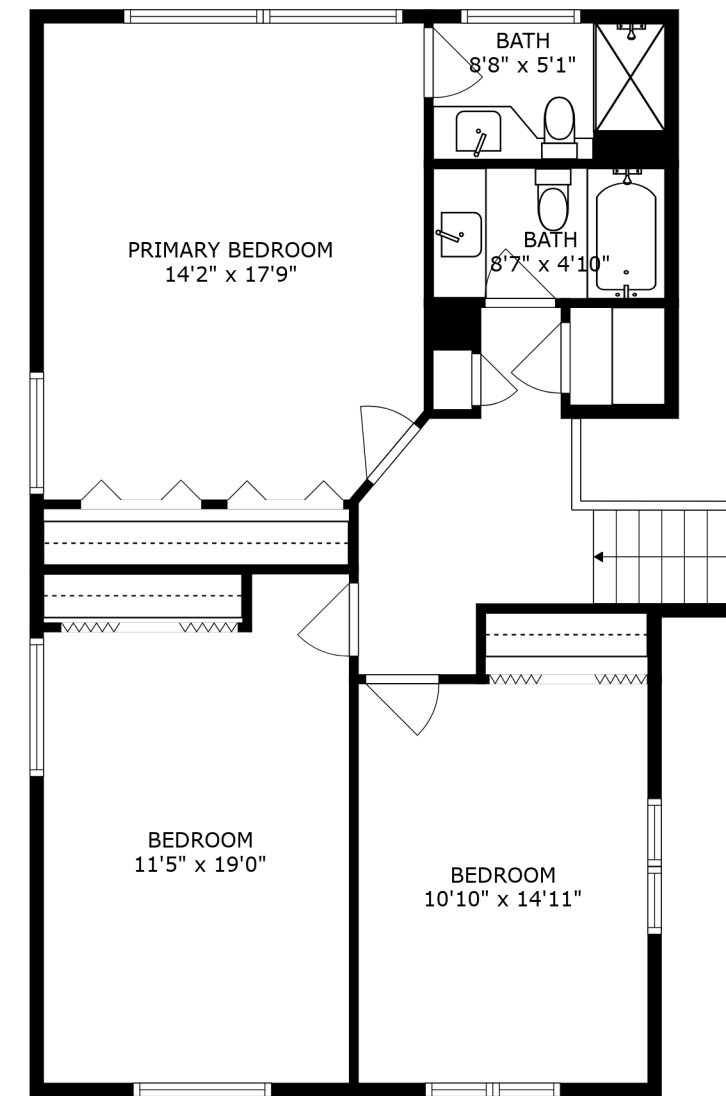 BATH
8'8" x 5'1"
PRIMARY BEDROOM
14'2" x 17'9"
BATH
8'7" x 4'10"
BEDROOM
11'5" x 19'0"
BEDROOM
10'10" x 14'11"